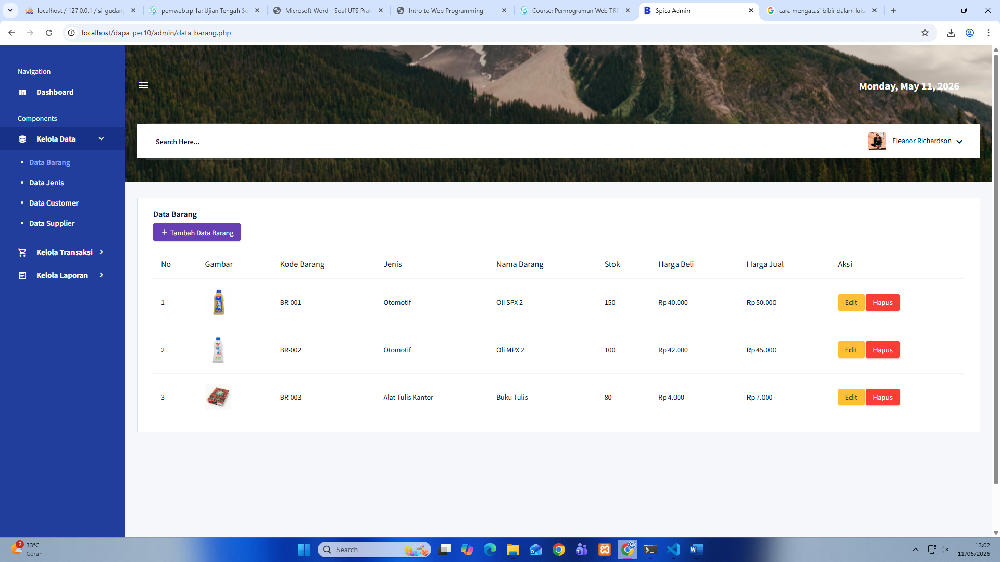 localhost / 127.0.0.1 / si_gudang
pemwebtrpl1a: Ujian Tengah Se
Microsoft Word - Soal UTS Prak
Intro to Web Programming
Course: Pemrograman Web TRP
Spica Admin
cara mengatasi bibir dalam luka
localhost/dapa_per10/admin/data_barang.php
Navigation
Dashboard
Components
Kelola Data
Data Barang
Data Jenis
Data Customer
Data Supplier
Kelola Transaksi
Kelola Laporan
Monday, May 11, 2026
Search Here...
Eleanor Richardson
Data Barang
+ Tambah Data Barang
No Gambar Kode Barang Jenis Nama Barang Stok Harga Beli Harga Jual Aksi
1 BR-001 Otomotif Oli SPX 2 150 Rp 40.000 Rp 50.000 Edit Hapus
2 BR-002 Otomotif Oli MPX 2 100 Rp 42.000 Rp 45.000 Edit Hapus
3 BR-003 Alat Tulis Kantor Buku Tulis 80 Rp 4.000 Rp 7.000 Edit Hapus
2
33°C
Cerah
Search
13:02
11/05/2026